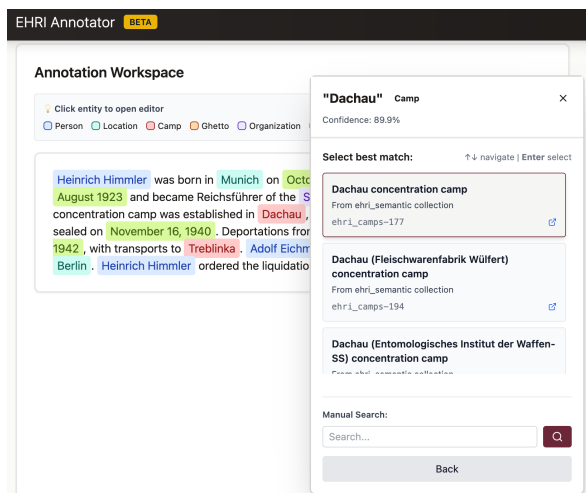 EHRI Annotator BETA
Annotation Workspace
Click entity to open editor
Person Location Camp Ghetto Organization
Heinrich Himmler was born in Munich on Octo
August 1923 and became Reichsführer of the S
concentration camp was established in Dachau ,
sealed on November 16, 1940 . Deportations fror
1942 , with transports to Treblinka . Adolf Eichm
Berlin . Heinrich Himmler ordered the liquidatio
"Dachau" Camp
Confidence: 89.9%
Select best match: ↑↓ navigate | Enter select
Dachau concentration camp
From ehri_semantic collection
ehri_camps-177
Dachau (Fleischwarenfabrik Wülfert)
concentration camp
From ehri_semantic collection
ehri_camps-194
Dachau (Entomologisches Institut der Waffen-
SS) concentration camp
From ehri_semantic collection
Manual Search:
Search...
Back